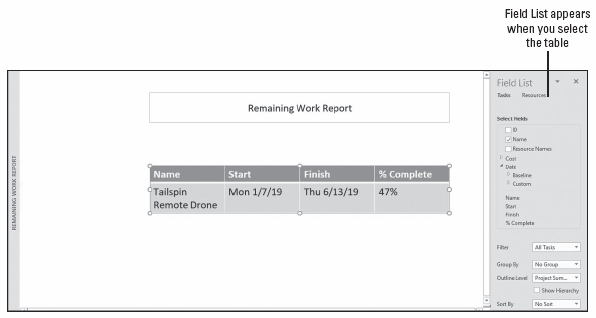 Field List appears
when you select
the table
Field List
Tasks Resources
Remaining Work Report
Select Fields
ID
Name
Resource Names
Cost
Date
Baseline
Custom
REMAINING WORK REPORT
Name Start Finish % Complete
Tailspin Mon 1/7/19 Thu 6/13/19 47%
Remote Drone
Name
Start
Finish
% Complete
Filter All Tasks
Group By No Group
Outline Level Project Sum...
Show Hierarchy
Sort By No Sort